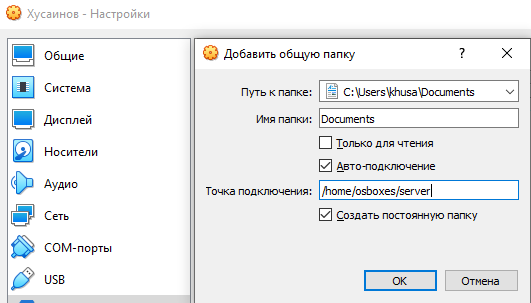 Хусаинов - Настройки
Общие
Система
Дисплей
Носители
Аудио
Сеть
COM-порты
USB
Добавить общую папку
? ×
Путь к папке: C:\Users\khusa\Documents
Имя папки: Documents
Только для чтения
Авто-подключение
Точка подключения: /home/osboxes/server
Создать постоянную папку
OK Отмена